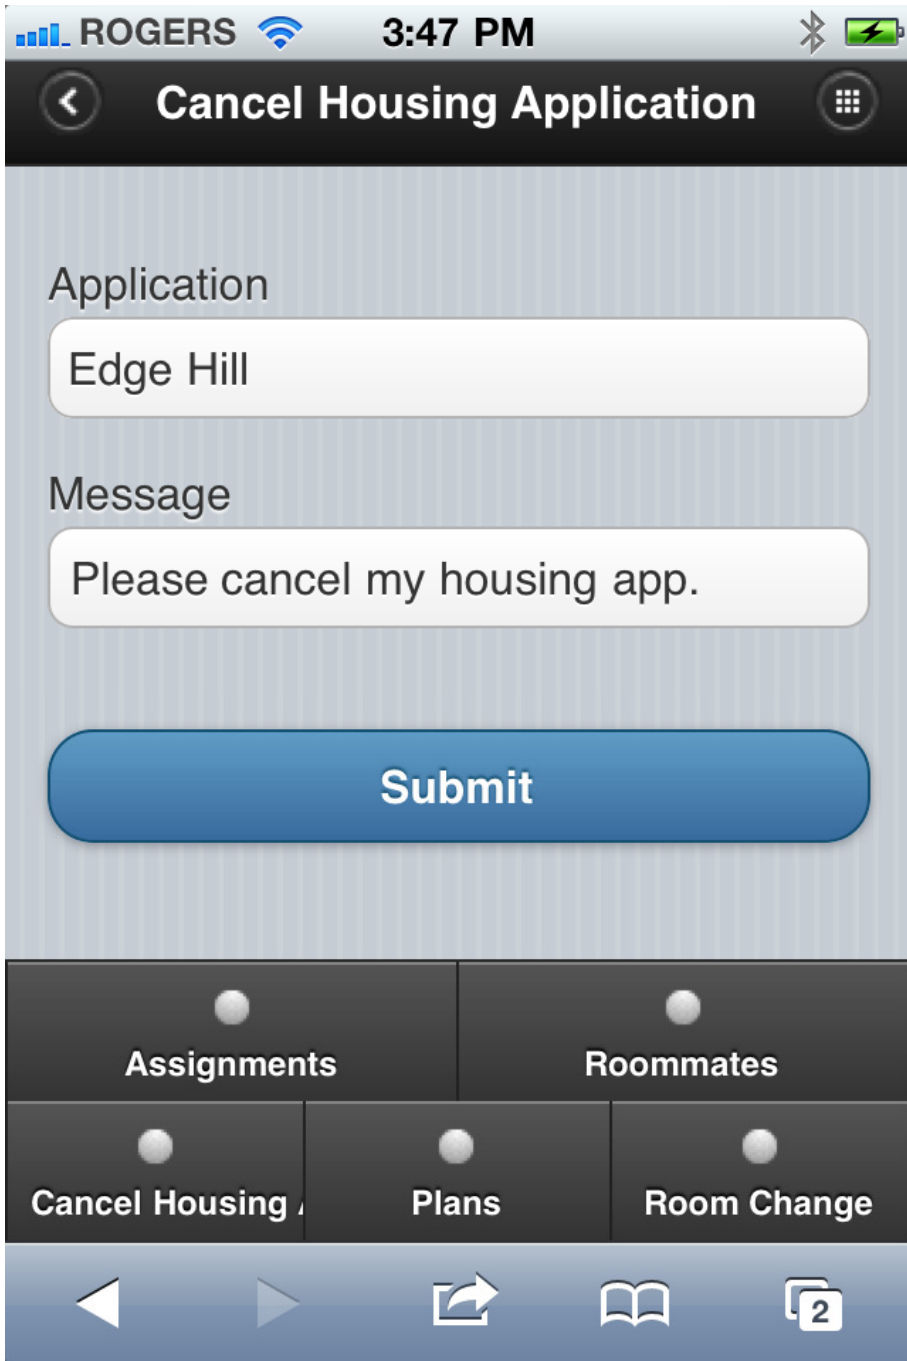 ROGERS 3:47 PM
Cancel Housing Application
Application
Edge Hill
Message
Please cancel my housing app.
Submit
Assignments Roommates
Cancel Housing Plans Room Change
2